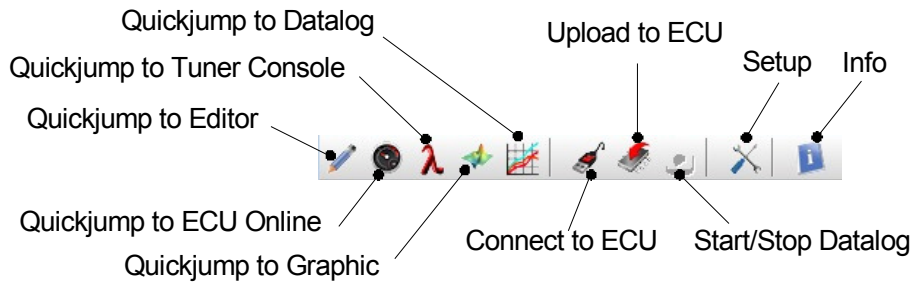 Quickjump to Datalog
Upload to ECU
Quickjump to Tuner Console
Setup
Info
Quickjump to Editor
λ
i
Quickjump to ECU Online
Connect to ECU
Start/Stop Datalog
Quickjump to Graphic